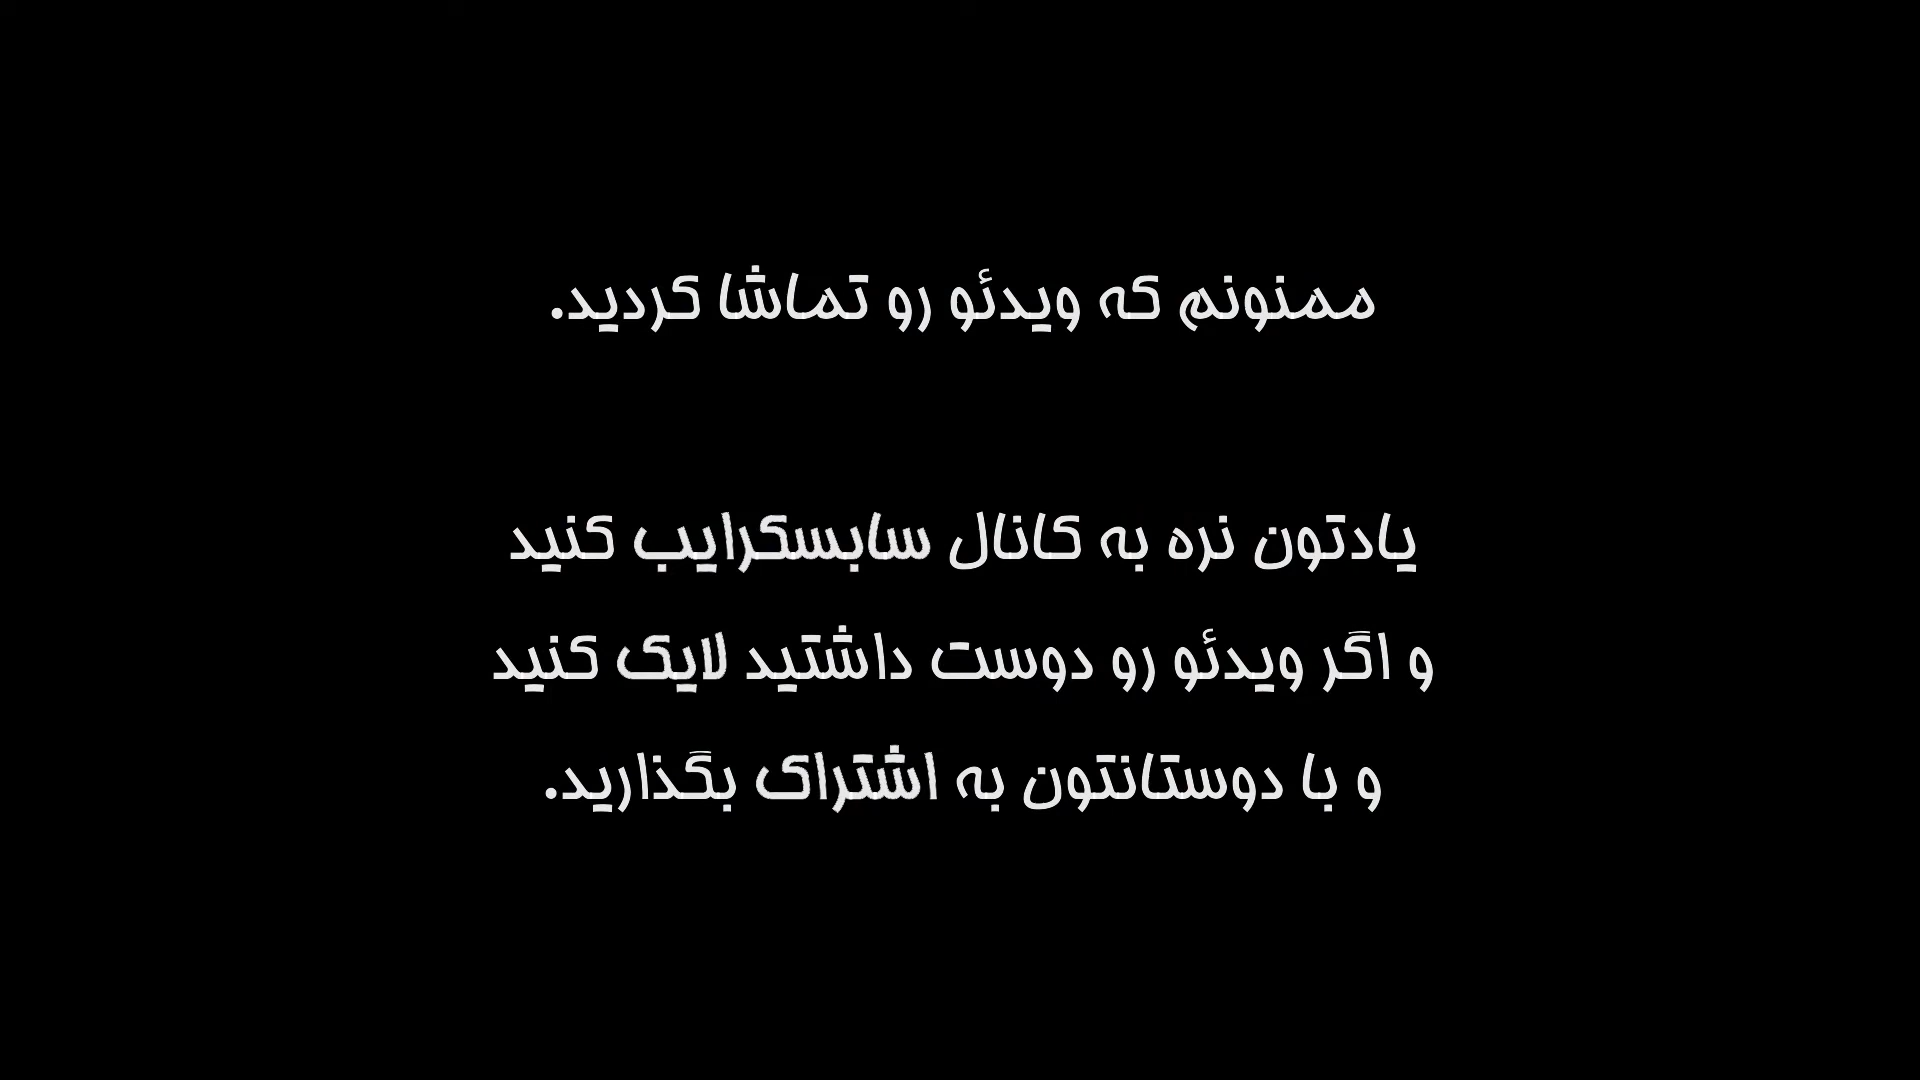 ممنونم که ویدئو رو تماشا کردید.
یادتون نره به کانال سابسکرایب کنید
و اگر ویدئو رو دوست داشتید لایک کنید
و با دوستانتون به اشتراک بگذارید.